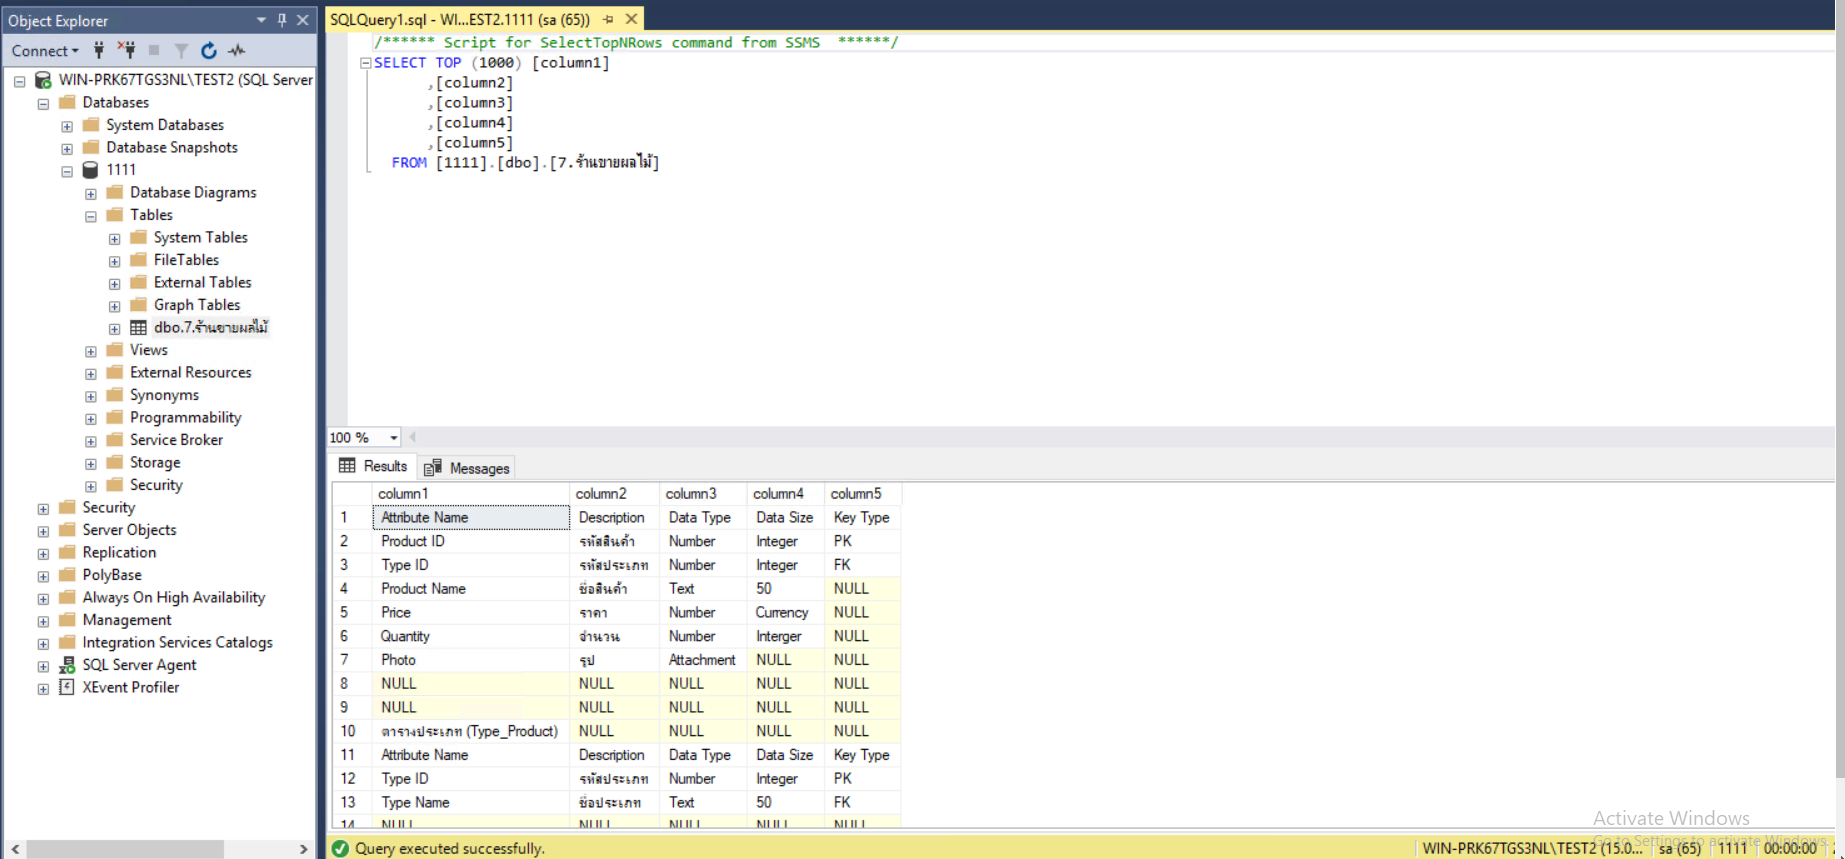 Object Explorer
Connect
WIN-PRK67TGS3NL\TEST2 (SQL Server
Databases
System Databases
Database Snapshots
1111
Database Diagrams
Tables
System Tables
FileTables
External Tables
Graph Tables
dbo.7.ร้านขายผลไม้
Views
External Resources
Synonyms
Programmability
Service Broker
Storage
Security
Security
Server Objects
Replication
PolyBase
Always On High Availability
Management
Integration Services Catalogs
SQL Server Agent
XEvent Profiler
SQLQuery1.sql - WI...EST2.1111 (sa (65))
/****** Script for SelectTopNRows command from SSMS ******/
SELECT TOP (1000) [column1]
,[column2]
,[column3]
,[column4]
,[column5]
FROM [1111].[dbo].[7.ร้านขายผลไม้]
100 %
Results Messages
column1 column2 column3 column4 column5
1 Attribute Name Description Data Type Data Size Key Type
2 Product ID รหัสสินค้า Number Integer PK
3 Type ID รหัสประเภท Number Integer FK
4 Product Name ชื่อสินค้า Text 50 NULL
5 Price ราคา Number Currency NULL
6 Quantity จำนวน Number Interger NULL
7 Photo รูป Attachment NULL NULL
8 NULL NULL NULL NULL NULL
9 NULL NULL NULL NULL NULL
10 ตารางประเภท (Type_Product) NULL NULL NULL NULL
11 Attribute Name Description Data Type Data Size Key Type
12 Type ID รหัสประเภท Number Integer PK
13 Type Name ชื่อประเภท Text 50 FK
14 NULL NULL NULL NULL NULL
Activate Windows
Go to Settings to activate Windows.
Query executed successfully.
WIN-PRK67TGS3NL\TEST2 (15.0... sa (65) 1111 00:00:00